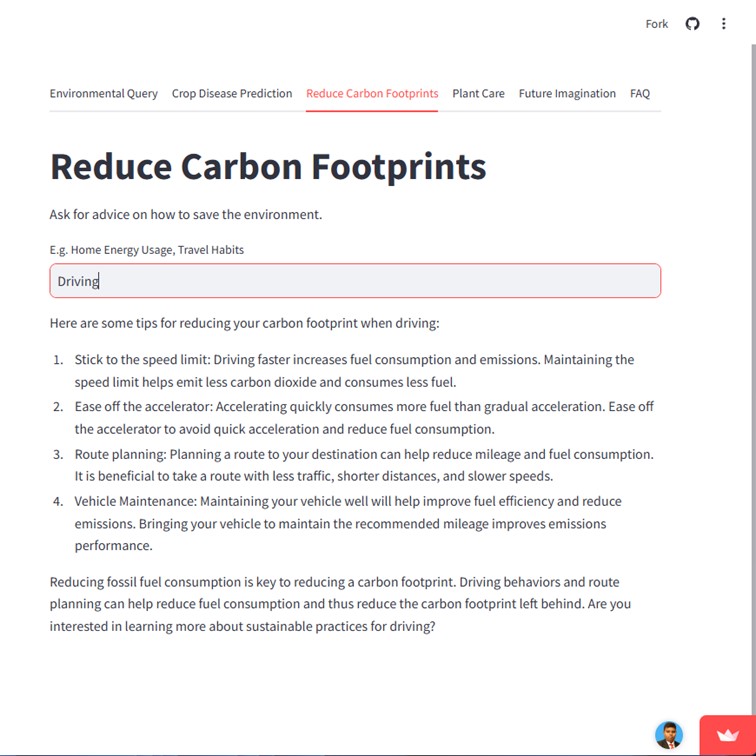 Fork
Environmental Query Crop Disease Prediction Reduce Carbon Footprints Plant Care Future Imagination FAQ
Reduce Carbon Footprints
Ask for advice on how to save the environment.
E.g. Home Energy Usage, Travel Habits
Driving
Here are some tips for reducing your carbon footprint when driving:
1. Stick to the speed limit: Driving faster increases fuel consumption and emissions. Maintaining the
speed limit helps emit less carbon dioxide and consumes less fuel.
2. Ease off the accelerator: Accelerating quickly consumes more fuel than gradual acceleration. Ease off
the accelerator to avoid quick acceleration and reduce fuel consumption.
3. Route planning: Planning a route to your destination can help reduce mileage and fuel consumption.
It is beneficial to take a route with less traffic, shorter distances, and slower speeds.
4. Vehicle Maintenance: Maintaining your vehicle well will help improve fuel efficiency and reduce
emissions. Bringing your vehicle to maintain the recommended mileage improves emissions
performance.
Reducing fossil fuel consumption is key to reducing a carbon footprint. Driving behaviors and route
planning can help reduce fuel consumption and thus reduce the carbon footprint left behind. Are you
interested in learning more about sustainable practices for driving?